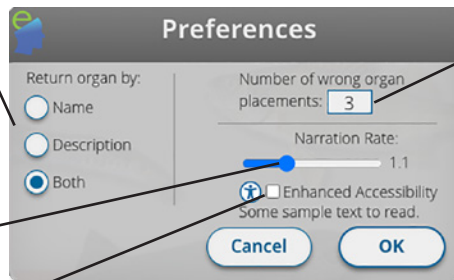 Preferences
Return organ by:
Name
Description
Both
Number of wrong organ
placements: 3
Narration Rate:
1.1
Enhanced Accessibility
Some sample text to read.
Cancel
OK